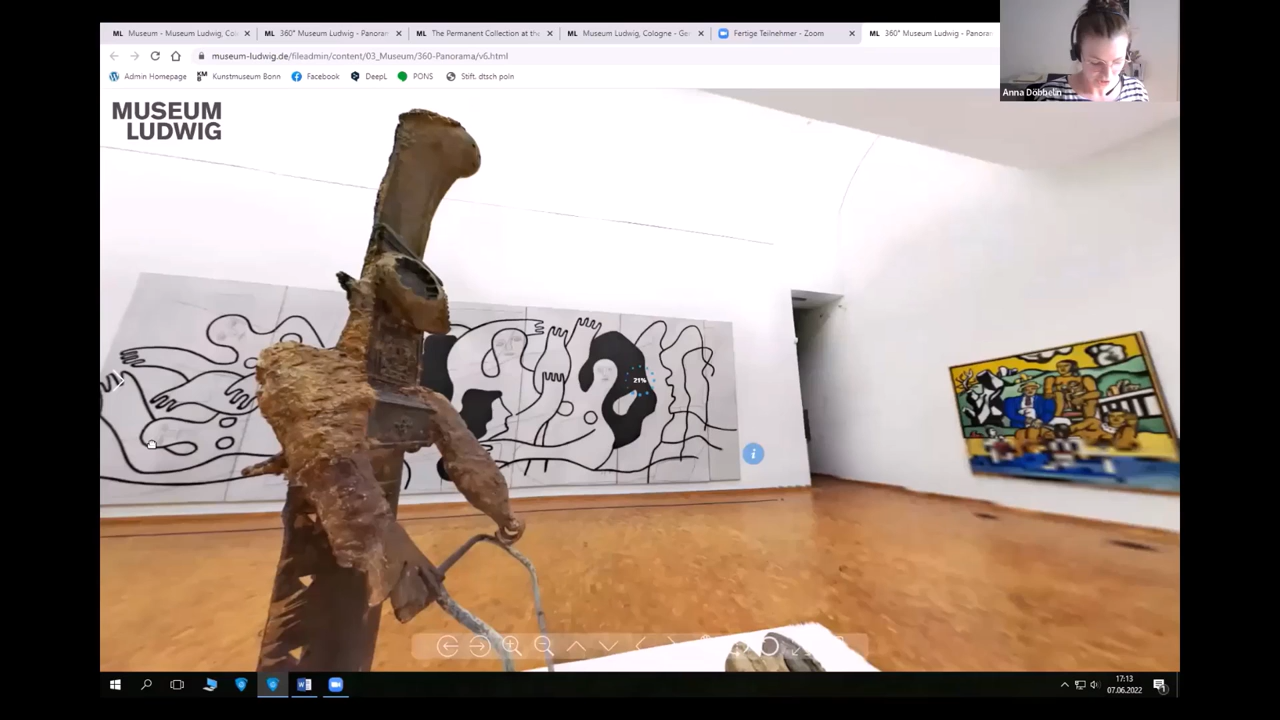 ML Museum - Museum Ludwig, Col
ML 360° Museum Ludwig - Panoran
ML The Permanent Collection at the
ML Museum Ludwig, Cologne - Ge
Fertige Teilnehmer - Zoom
ML 360° Museum Ludwig - Panoran
museum-ludwig.de/fileadmin/content/03_Museum/360-Panorama/v6.html
Admin Homepage
KM Kunstmuseum Bonn
Facebook
DeepL
PONS
Stift. dtsch poln
Anna Döbbelin
MUSEUM
LUDWIG
21%
i
17:13
07.06.2022